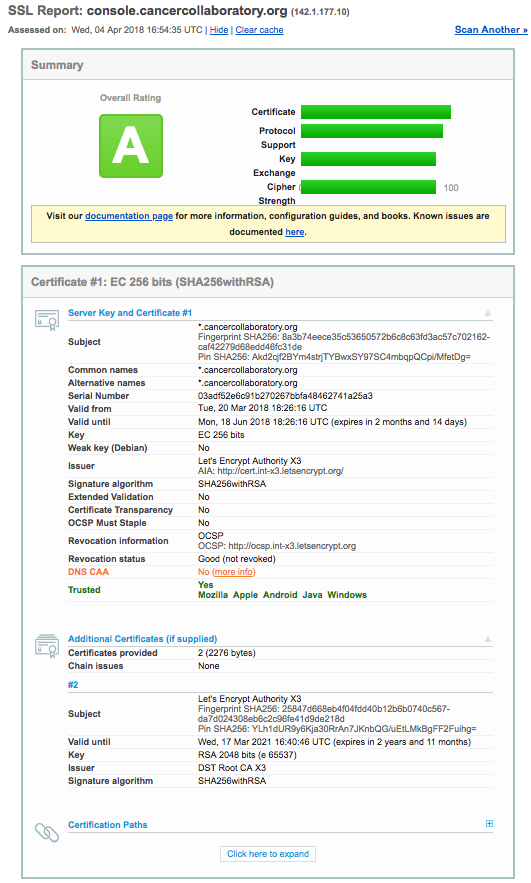 SSL Report: console.cancercollaboratory.org (142.1.177.10)
Assessed on: Wed, 04 Apr 2018 16:54:35 UTC | Hide | Clear cache
Scan Another »
Summary
Overall Rating
A
Certificate
Protocol
Support
Key
Exchange
Cipher
Strength
100
Visit our documentation page for more information, configuration guides, and books. Known issues are
documented here.
Certificate #1: EC 256 bits (SHA256withRSA)
Server Key and Certificate #1
Subject
*.cancercollaboratory.org
Fingerprint SHA256: 8a3b74eece35c53650572b6c8c63fd3ac57c702162-
caf42279d68edd46fc31de
Pin SHA256: Akd2cjf2BYm4strjTYBwxSY97SC4mbqpQCpi/MfetDg=
Common names *.cancercollaboratory.org
Alternative names *.cancercollaboratory.org
Serial Number 03adf52e6c91b270267bbfa48462741a25a3
Valid from Tue, 20 Mar 2018 18:26:16 UTC
Valid until Mon, 18 Jun 2018 18:26:16 UTC (expires in 2 months and 14 days)
Key EC 256 bits
Weak key (Debian) No
Issuer
Let's Encrypt Authority X3
AIA: http://cert.int-x3.letsencrypt.org/
Signature algorithm SHA256withRSA
Extended Validation No
Certificate Transparency No
OCSP Must Staple No
Revocation information
OCSP
OCSP: http://ocsp.int-x3.letsencrypt.org
Revocation status Good (not revoked)
DNS CAA No (more info)
Trusted
Yes
Mozilla Apple Android Java Windows
Additional Certificates (if supplied)
Certificates provided 2 (2276 bytes)
Chain issues None
#2
Subject
Let's Encrypt Authority X3
Fingerprint SHA256: 25847d668eb4f04fdd40b12b6b0740c567-
da7d024308eb6c2c96fe41d9de218d
Pin SHA256: YLh1dUR9y6Kja30RrAn7JKnbQG/uEtLMkBgFF2Fuihg=
Valid until Wed, 17 Mar 2021 16:40:46 UTC (expires in 2 years and 11 months)
Key RSA 2048 bits (e 65537)
Issuer DST Root CA X3
Signature algorithm SHA256withRSA
Certification Paths
Click here to expand